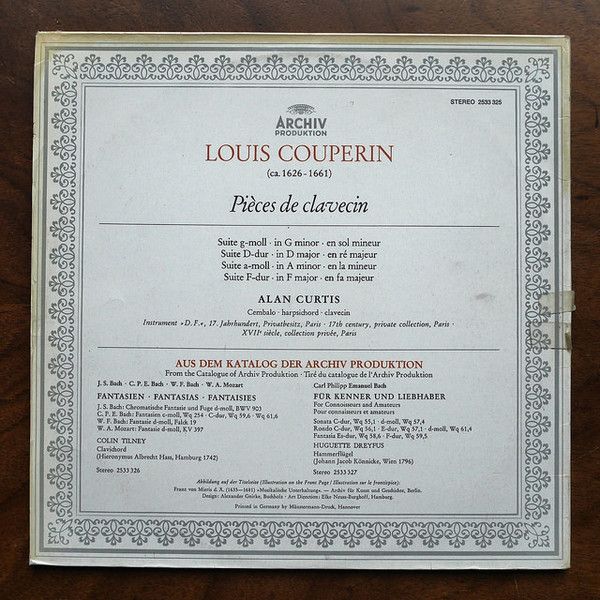 STEREO 2533 325
ARCHIV
PRODUKTION
LOUIS COUPERIN
(ca. 1626-1661)
Pièces de clavecin
Suite g-moll · in G minor · en sol mineur
Suite D-dur · in D major · en ré majeur
Suite a-moll · in A minor · en la mineur
Suite F-dur · in F major · en fa majeur
ALAN CURTIS
Cembalo · harpsichord · clavecin
Instrument »D. F.«, 17. Jahrhundert, Privatbesitz, Paris · 17th century, private collection, Paris ·
XVIIe siècle, collection privée, Paris
AUS DEM KATALOG DER ARCHIV PRODUKTION
From the Catalogue of Archiv Produktion · Tiré du catalogue de l'Archiv Produktion
J. S. Bach · C. P. E. Bach · W. F. Bach · W. A. Mozart
FANTASIEN · FANTASIAS · FANTAISIES
J. S. Bach: Chromatische Fantasie und Fuge d-moll, BWV 903
C. P. E. Bach: Fantasien c-moll, Wq 254 · C-dur, Wq 59,6 · Wq 61,6
W. F. Bach: Fantasie d-moll, Falck 19
W. A. Mozart: Fantasie d-moll, KV 397
COLIN TILNEY
Clavichord
(Hieronymus Albrecht Hass, Hamburg 1742)
Stereo 2533 326
Carl Philipp Emanuel Bach
FÜR KENNER UND LIEBHABER
For Connoisseurs and Amateurs
Pour connaisseurs et amateurs
Sonata C-dur, Wq 55,1 · d-moll, Wq 57,4
Rondo C-dur, Wq 56,1 · E-dur, Wq 57,1 · d-moll, Wq 61,4
Fantasia Es-dur, Wq 58,6 · F-dur, Wq 59,5
HUGUETTE DREYFUS
Hammerflügel
(Johann Jacob Könnicke, Wien 1796)
Stereo 2533 327
Abbildung auf der Titelseite (Illustration on the Front Page / Illustration sur le frontispice):
Franz von Mieris d. Ä. (1635-1681) »Musikalische Unterhaltung«. — Archiv für Kunst und Geschichte, Berlin.
Design: Alexander Gnirke, Buchholz · Art Direction: Elke Neuss-Burghoff, Hamburg.
Printed in Germany by Münstermann-Druck, Hannover